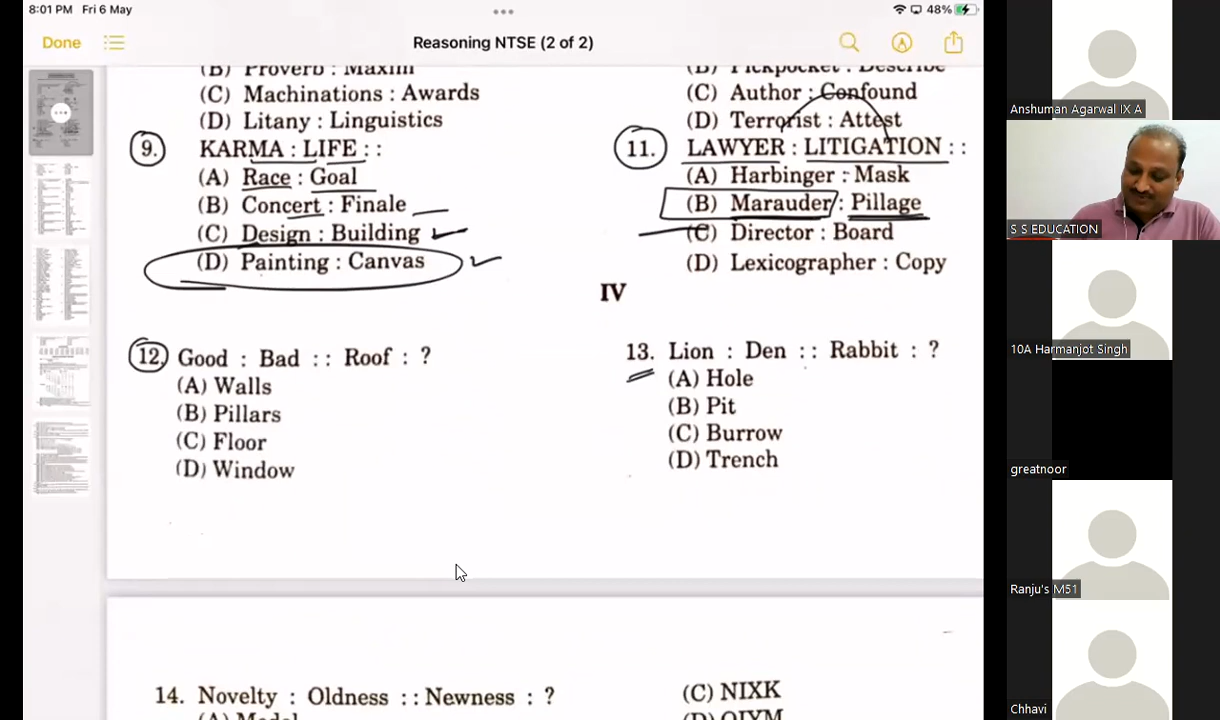 8:01 PM Fri 6 May
48%
Done
Reasoning NTSE (2 of 2)
(B) Proverb : Maxim
(C) Machinations : Awards
(D) Litany : Linguistics
9. KARMA : LIFE : :
(A) Race : Goal
(B) Concert : Finale
(C) Design : Building
(D) Painting : Canvas
(B) Pickpocket : Describe
(C) Author : Confound
(D) Terrorist : Attest
11. LAWYER : LITIGATION : :
(A) Harbinger : Mask
(B) Marauder : Pillage
(C) Director : Board
(D) Lexicographer : Copy
IV
12. Good : Bad : : Roof : ?
(A) Walls
(B) Pillars
(C) Floor
(D) Window
13. Lion : Den : : Rabbit : ?
(A) Hole
(B) Pit
(C) Burrow
(D) Trench
14. Novelty : Oldness : : Newness : ?
(A) Model
(C) NIXK
(D) OIYM
Anshuman Agarwal IX A
S S EDUCATION
10A Harmanjot Singh
greatnoor
Ranju's M51
Chhavi